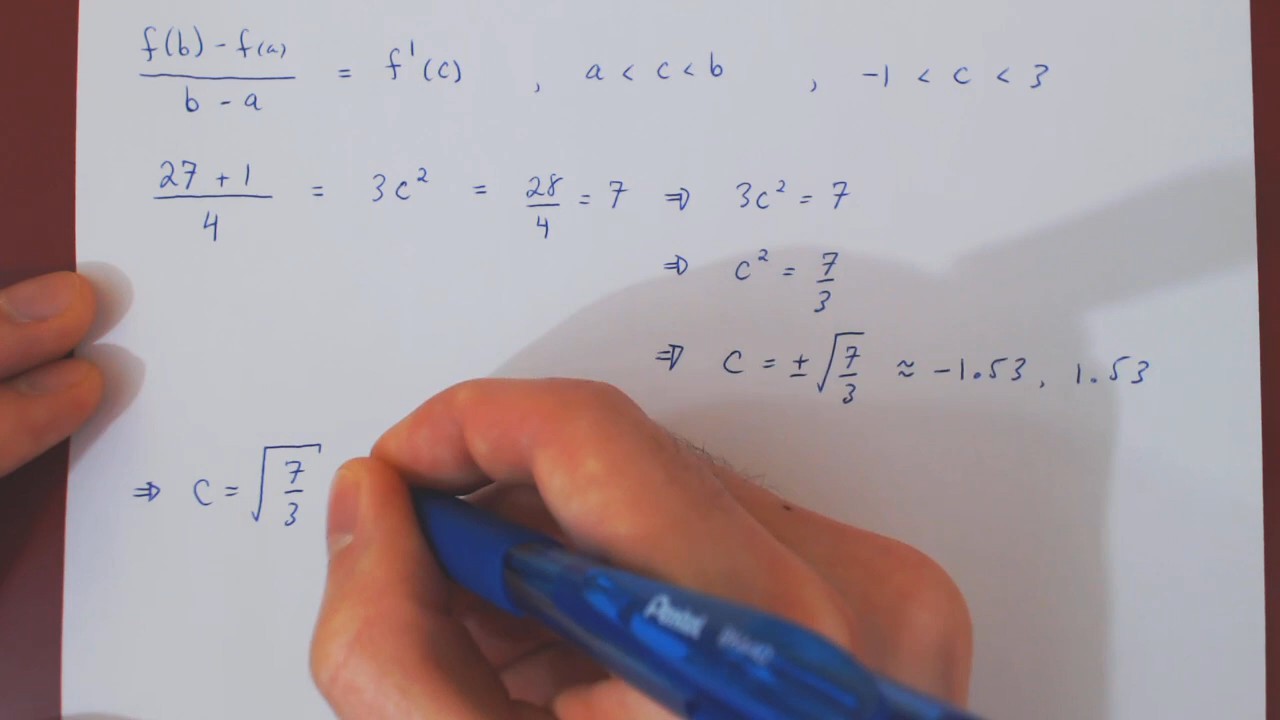 f(b) - f(a) / b - a = f'(c) , a < c < b , -1 < c < 3
27 + 1 / 4 = 3c² = 28/4 = 7 ⇒ 3c² = 7
⇒ c² = 7/3
⇒ C = ±√(7/3) ≈ -1.53, 1.53
⇒ C = √(7/3)
Pentel